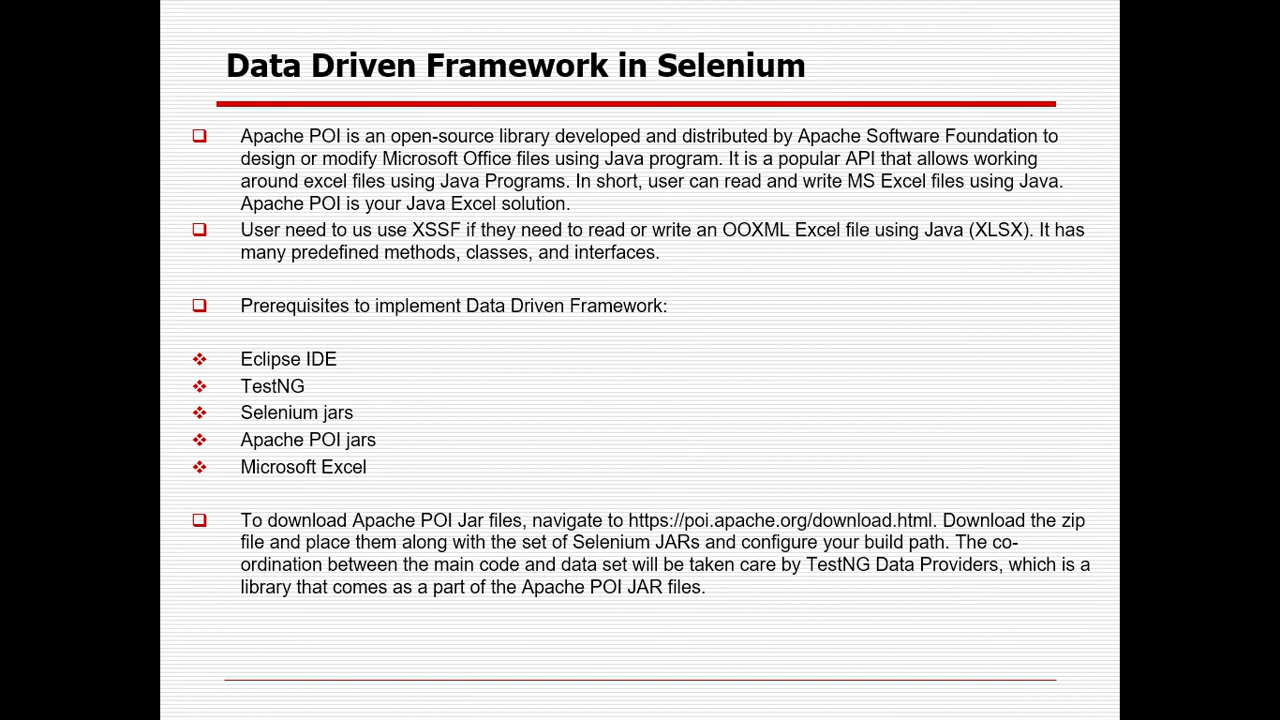 Data Driven Framework in Selenium
Apache POI is an open-source library developed and distributed by Apache Software Foundation to
design or modify Microsoft Office files using Java program. It is a popular API that allows working
around excel files using Java Programs. In short, user can read and write MS Excel files using Java.
Apache POI is your Java Excel solution.
User need to us use XSSF if they need to read or write an OOXML Excel file using Java (XLSX). It has
many predefined methods, classes, and interfaces.
Prerequisites to implement Data Driven Framework:
Eclipse IDE
TestNG
Selenium jars
Apache POI jars
Microsoft Excel
To download Apache POI Jar files, navigate to https://poi.apache.org/download.html. Download the zip
file and place them along with the set of Selenium JARs and configure your build path. The co-
ordination between the main code and data set will be taken care by TestNG Data Providers, which is a
library that comes as a part of the Apache POI JAR files.